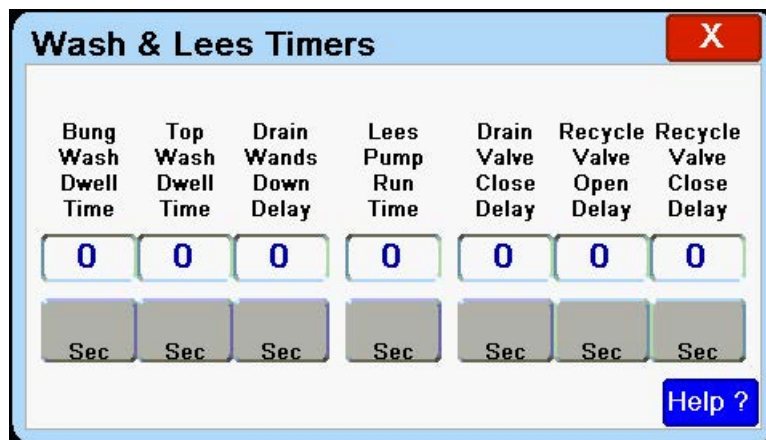 Wash & Lees Timers
X
Bung Wash Dwell Time
Top Wash Dwell Time
Drain Wands Down Delay
Lees Pump Run Time
Drain Valve Close Delay
Recycle Valve Open Delay
Recycle Valve Close Delay
0 0 0 0 0 0 0
Sec Sec Sec Sec Sec Sec Sec
Help ?